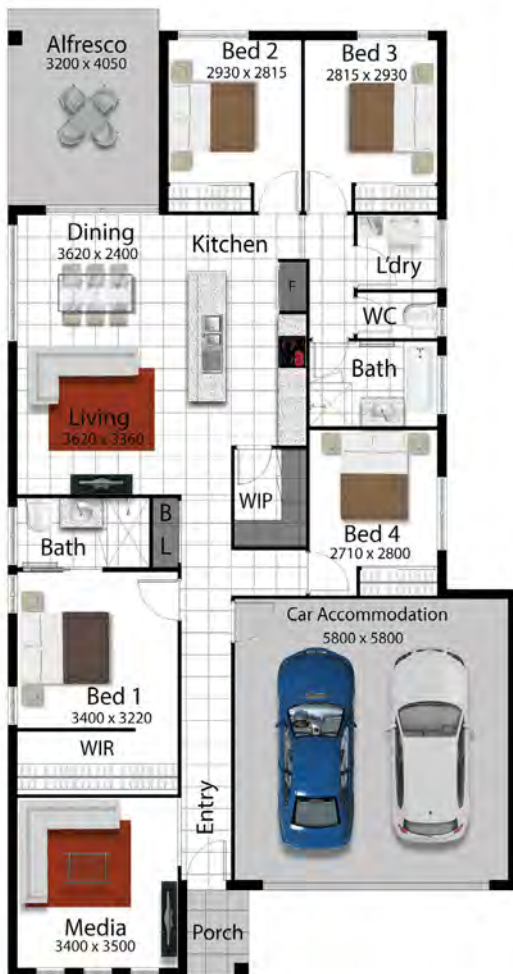 Alfresco
3200 x 4050
Bed 2
2930 x 2815
Bed 3
2815 x 2930
Dining
3620 x 2400
Kitchen
F
L'dry
WC
Bath
Living
3620 x 3360
WIP
B
L
Bath
Bed 4
2710 x 2800
Car Accommodation
5800 x 5800
Bed 1
3400 x 3220
WIR
Entry
Media
3400 x 3500
Porch